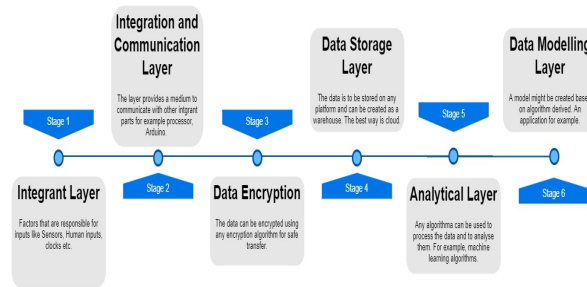 Integration and
Communication
Layer
The layer provides a medium to
communicate with other intgrant
parts for example processor,
Arduino.
Data Storage
Layer
The data is to be stored on any
platform and can be created as a
warehouse. The best way is cloud.
Data Modelling
Layer
A model might be created base
on algorithm derived. An
application for example.
Stage 1
Stage 3
Stage 5
Stage 2
Stage 4
Stage 6
Integrant Layer
Factors that are responsible for
inputs like Sensors, Human inputs,
clocks etc.
Data Encryption
The data can be encrypted using
any encryption algorithm for safe
transfer.
Analytical Layer
Any algorithma can be used to
process the data and to analyse
them. For example, machine
learning algorithms.